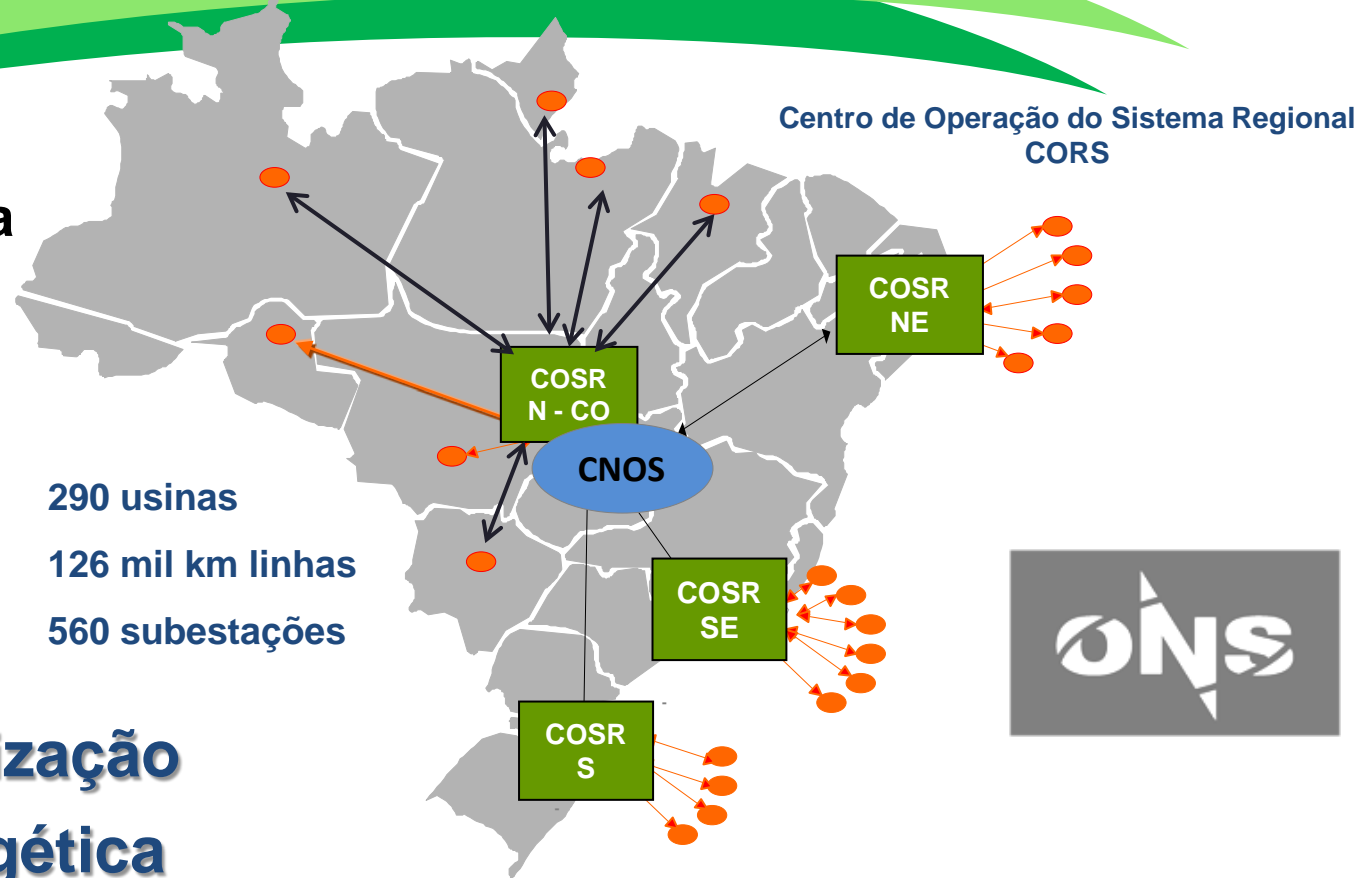 Centro de Operação do Sistema Regional
CORS
a
COSR
NE
COSR
N - CO
CNOS
290 usinas
126 mil km linhas
560 subestações
COSR
SE
ONS
COSR
S
ização
gética